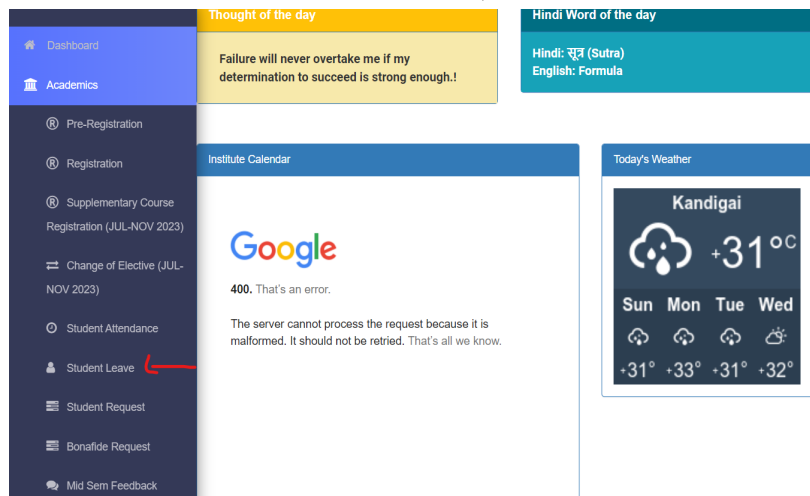 Thought of the day
Failure will never overtake me if my
determination to succeed is strong enough.!
Hindi Word of the day
Hindi: सूत्र (Sutra)
English: Formula
Dashboard
Academics
Pre-Registration
Registration
Supplementary Course
Registration (JUL-NOV 2023)
Change of Elective (JUL-
NOV 2023)
Student Attendance
Student Leave
Student Request
Bonafide Request
Mid Sem Feedback
Institute Calendar
Google
400. That's an error.
The server cannot process the request because it is
malformed. It should not be retried. That's all we know.
Today's Weather
Kandigai
+31°C
Sun Mon Tue Wed
+31° +33° +31° +32°